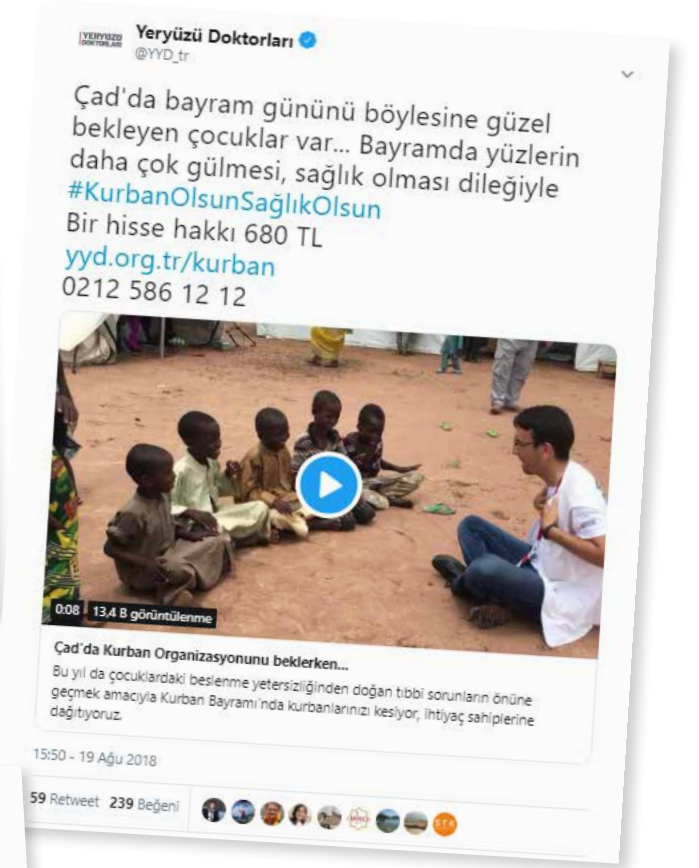 YERYÜZÜ
DOKTORLARI
Yeryüzü Doktorları
@YYD_tr
Çad'da bayram gününü böylesine güzel
bekleyen çocuklar var... Bayramda yüzlerin
daha çok gülmesi, sağlık olması dileğiyle
#KurbanOlsunSağlıkOlsun
Bir hisse hakkı 680 TL
yyd.org.tr/kurban
0212 586 12 12
0:08 13,4 B görüntülenme
Çad'da Kurban Organizasyonunu beklerken...
Bu yıl da çocuklardaki beslenme yetersizliğinden doğan tıbbi sorunların önüne
geçmek amacıyla Kurban Bayramı'nda kurbanlarınızı kesiyor, ihtiyaç sahiplerine
dağıtıyoruz.
15:50 - 19 Ağu 2018
59 Retweet 239 Beğeni
STK